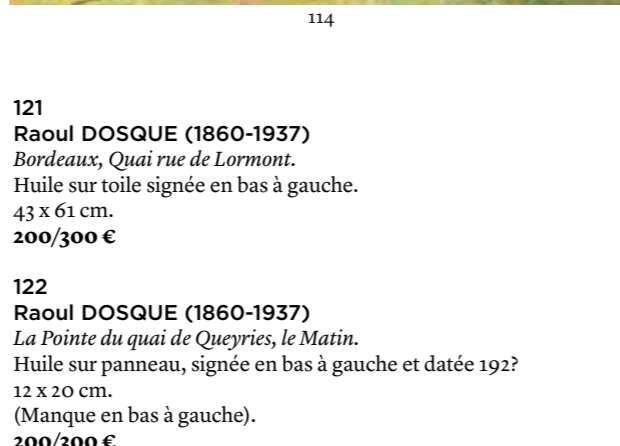 114
121
Raoul DOSQUE (1860-1937)
Bordeaux, Quai rue de Lormont.
Huile sur toile signée en bas à gauche.
43 x 61 cm.
200/300 €
122
Raoul DOSQUE (1860-1937)
La Pointe du quai de Queyries, le Matin.
Huile sur panneau, signée en bas à gauche et datée 192?
12 x 20 cm.
(Manque en bas à gauche).
200/300 €